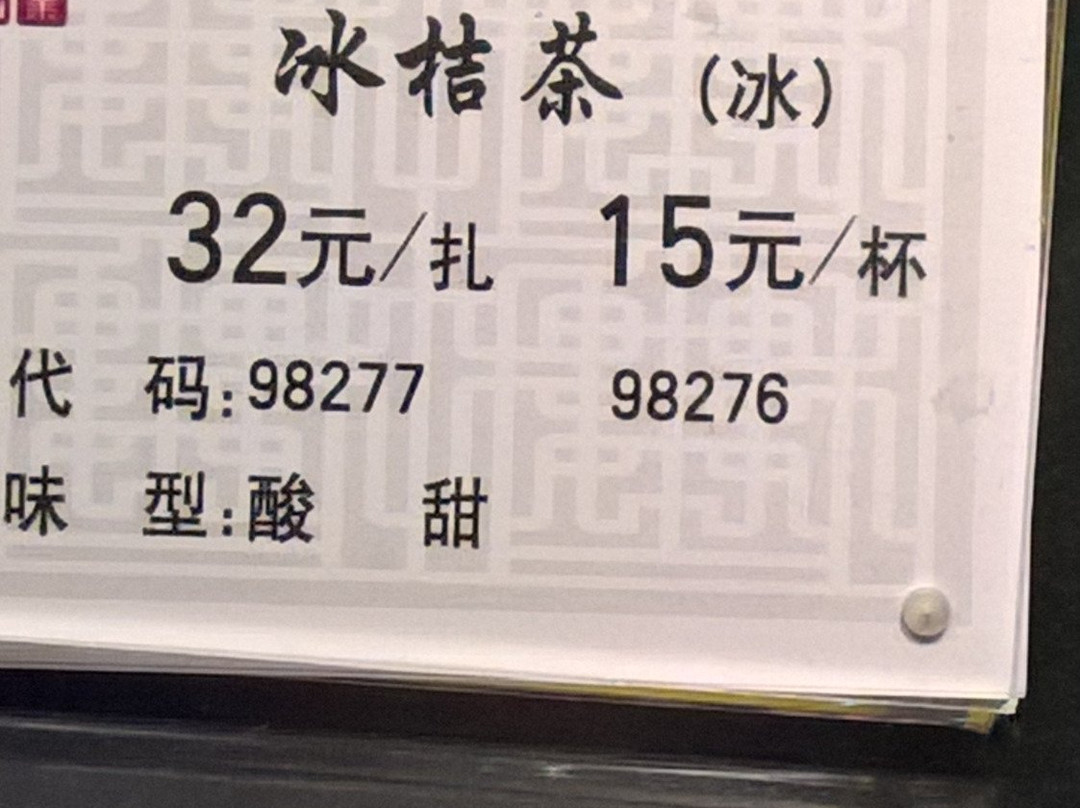 冰桔茶 (冰)
32元/扎 15元/杯
代 码:98277 98276
味 型:酸 甜